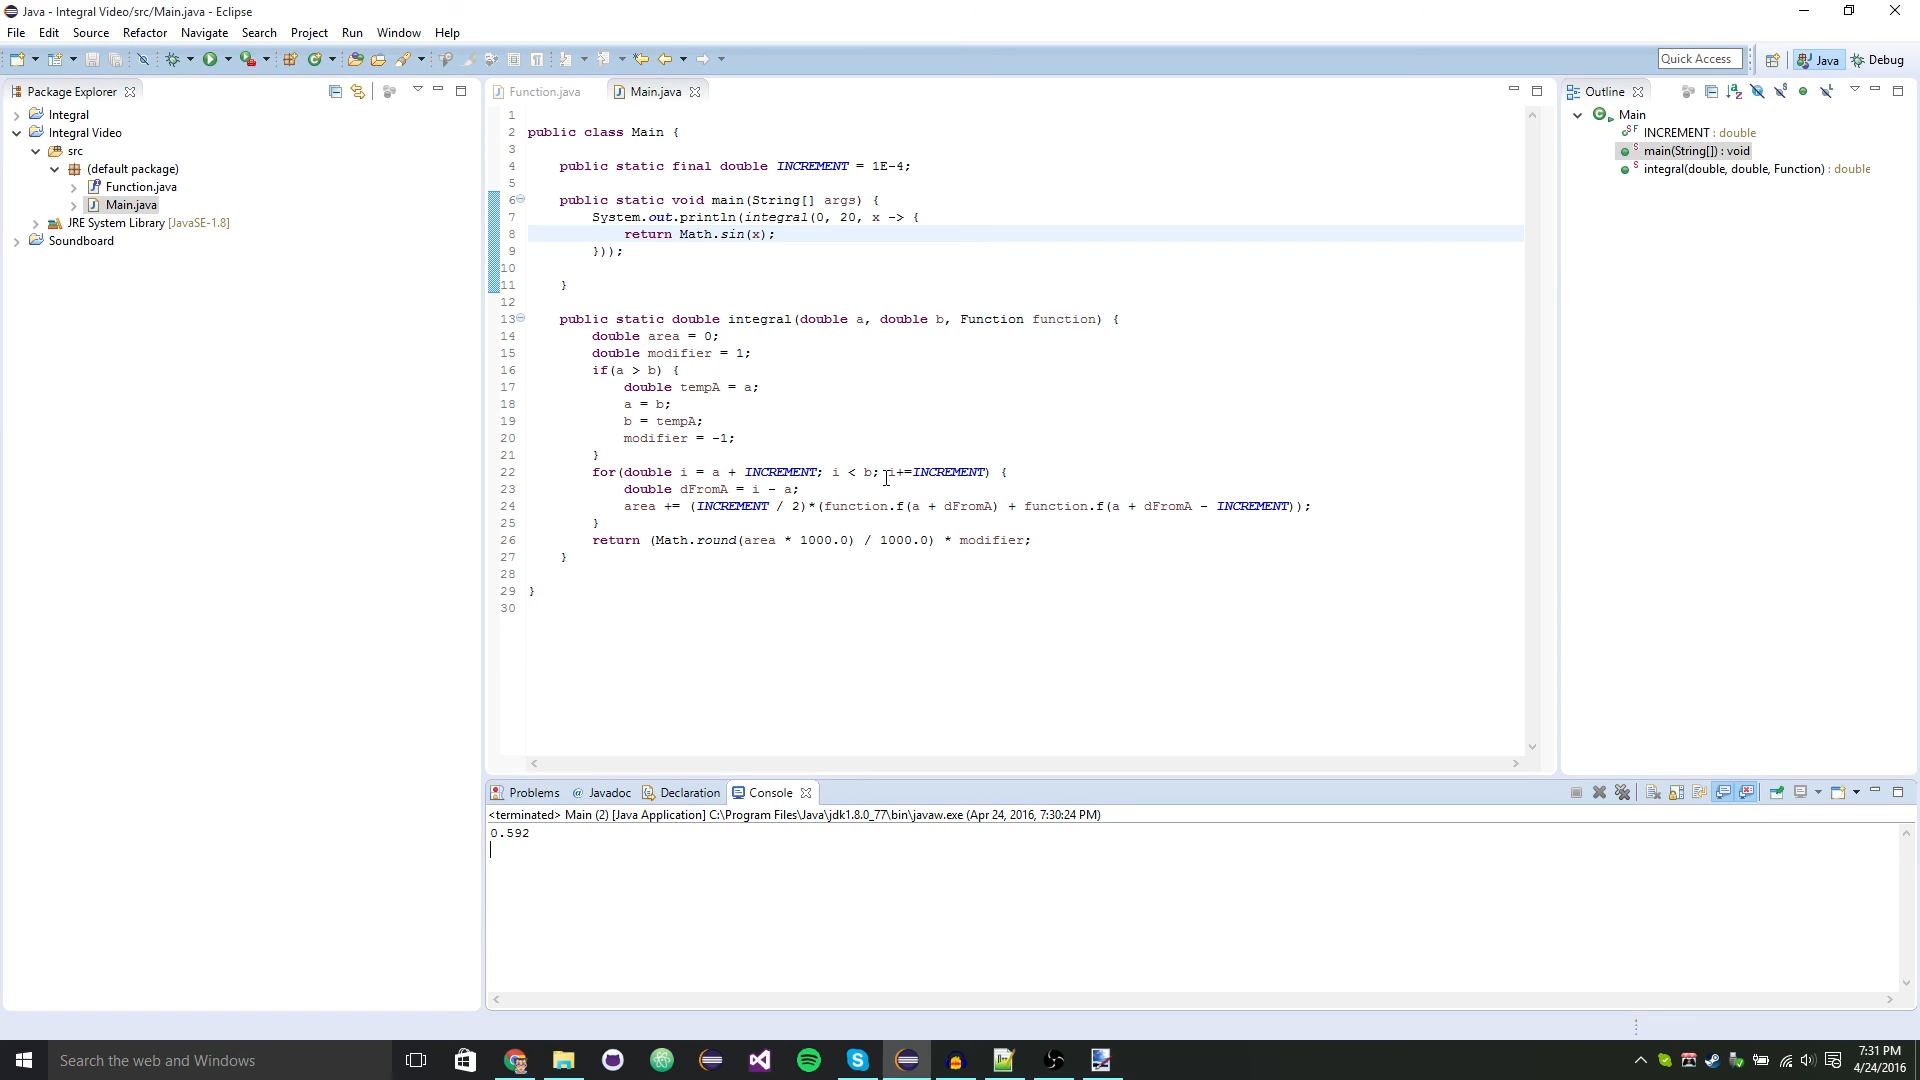 Java - Integral Video/src/Main.java - Eclipse
File Edit Source Refactor Navigate Search Project Run Window Help
Quick Access Java Debug
Package Explorer
Integral
Integral Video
src
(default package)
Function.java
Main.java
JRE System Library [JavaSE-1.8]
Soundboard
Function.java Main.java
1
2 public class Main {
3
4 public static final double INCREMENT = 1E-4;
5
6 public static void main(String[] args) {
7 System.out.println(integral(0, 20, x -> {
8 return Math.sin(x);
9 }));
10
11 }
12
13 public static double integral(double a, double b, Function function) {
14 double area = 0;
15 double modifier = 1;
16 if(a > b) {
17 double tempA = a;
18 a = b;
19 b = tempA;
20 modifier = -1;
21 }
22 for(double i = a + INCREMENT; i < b; i+=INCREMENT) {
23 double dFromA = i - a;
24 area += (INCREMENT / 2)*(function.f(a + dFromA) + function.f(a + dFromA - INCREMENT));
25 }
26 return (Math.round(area * 1000.0) / 1000.0) * modifier;
27 }
28
29 }
30
Outline
Main
INCREMENT : double
main(String[]) : void
integral(double, double, Function) : double
Problems Javadoc Declaration Console
<terminated> Main (2) [Java Application] C:\Program Files\Java\jdk1.8.0_77\bin\javaw.exe (Apr 24, 2016, 7:30:24 PM)
0.592
Search the web and Windows
7:31 PM
4/24/2016